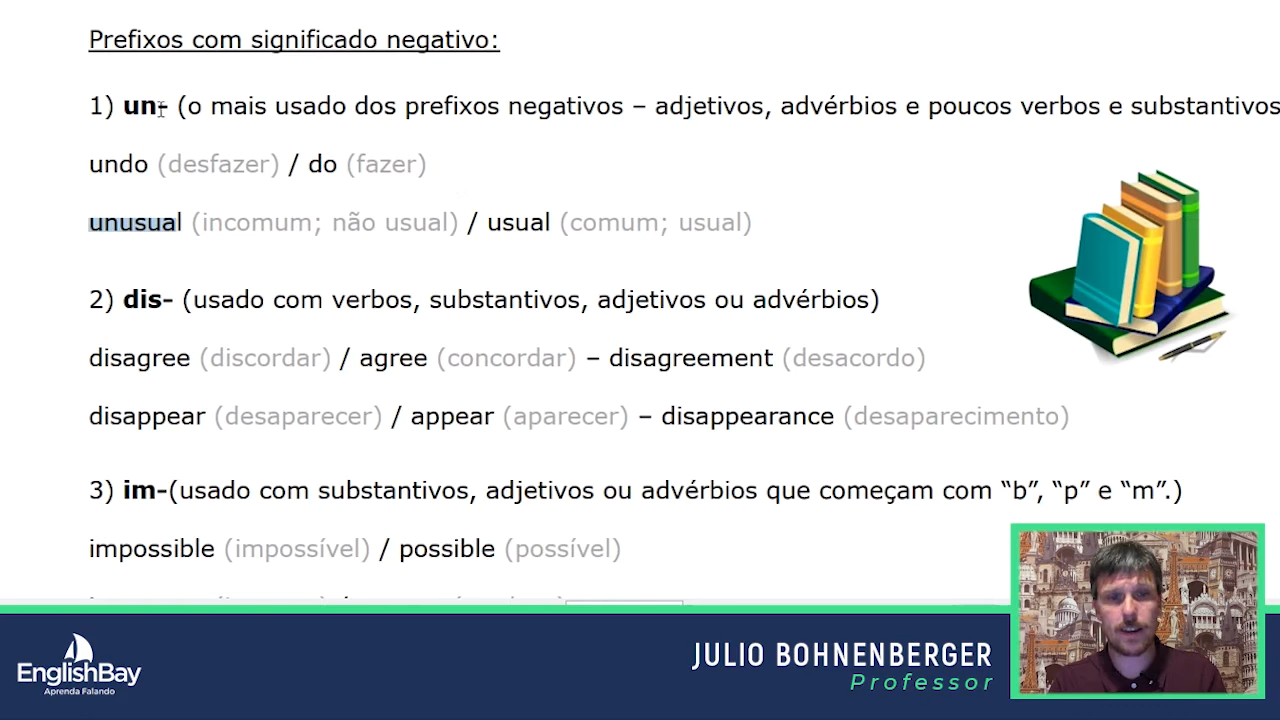 Prefixos com significado negativo:
1) un- (o mais usado dos prefixos negativos – adjetivos, advérbios e poucos verbos e substantivos
undo (desfazer) / do (fazer)
unusual (incomum; não usual) / usual (comum; usual)
2) dis- (usado com verbos, substantivos, adjetivos ou advérbios)
disagree (discordar) / agree (concordar) – disagreement (desacordo)
disappear (desaparecer) / appear (aparecer) – disappearance (desaparecimento)
3) im-(usado com substantivos, adjetivos ou advérbios que começam com “b”, “p” e “m”.)
impossible (impossível) / possible (possível)
JULIO BOHNENBERGER
Professor
EnglishBay
Aprenda Falando